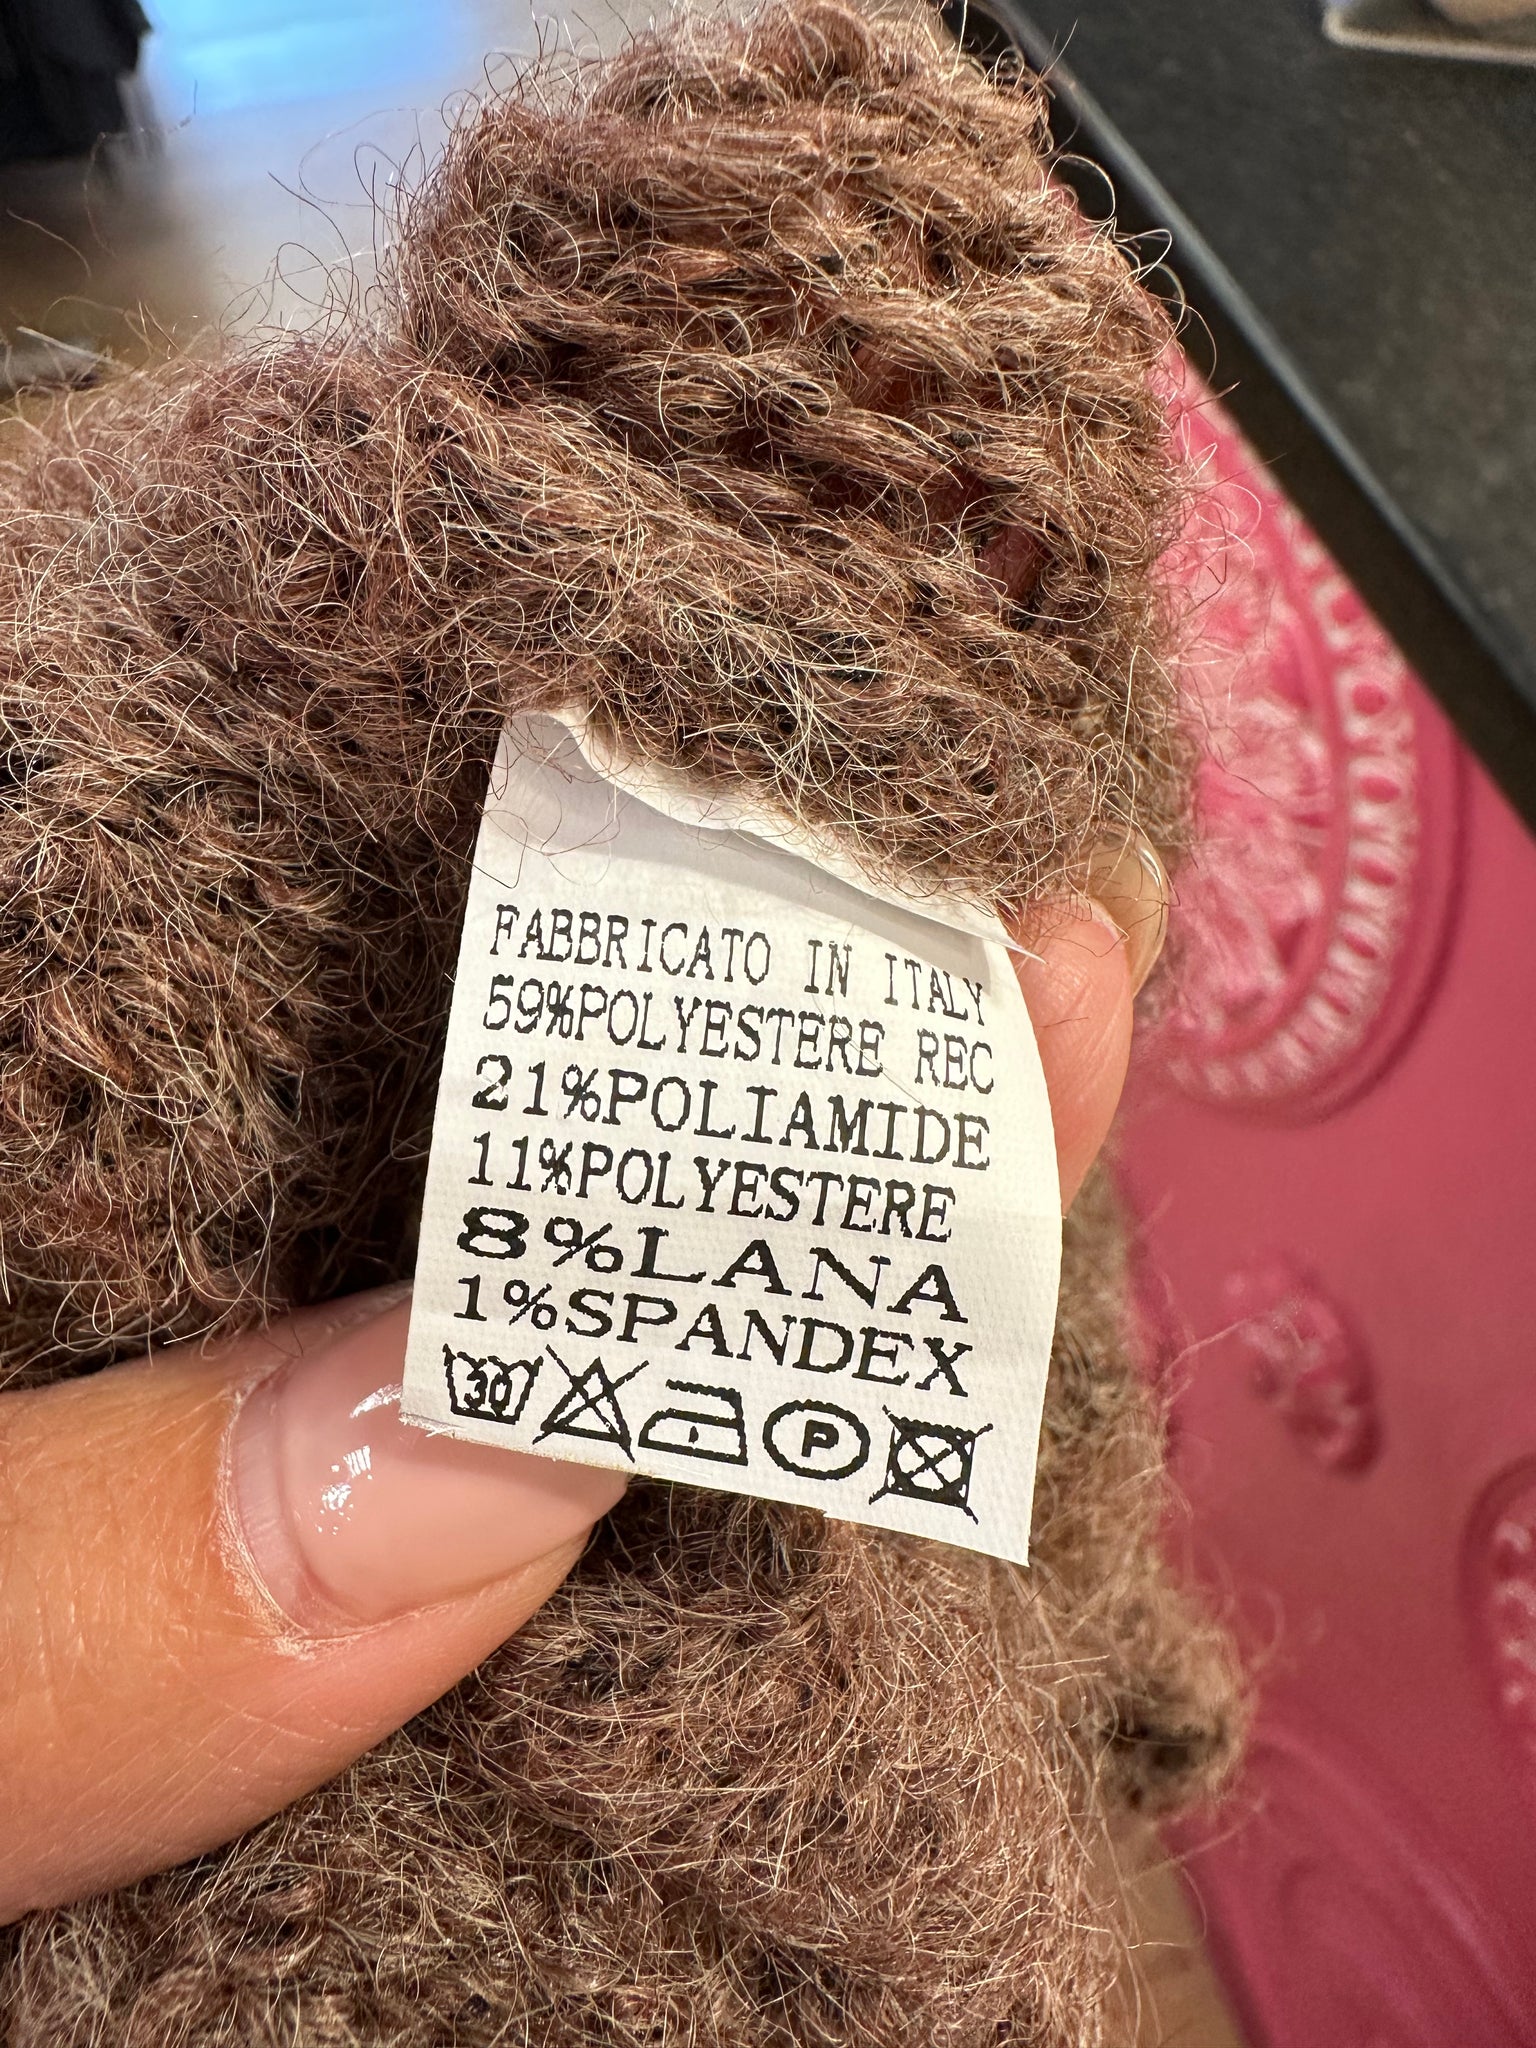 FABBRICATO IN ITALY
59%POLYESTERE REC
21%POLIAMIDE
11%POLYESTERE
8%LANA
1%SPANDEX
30 P